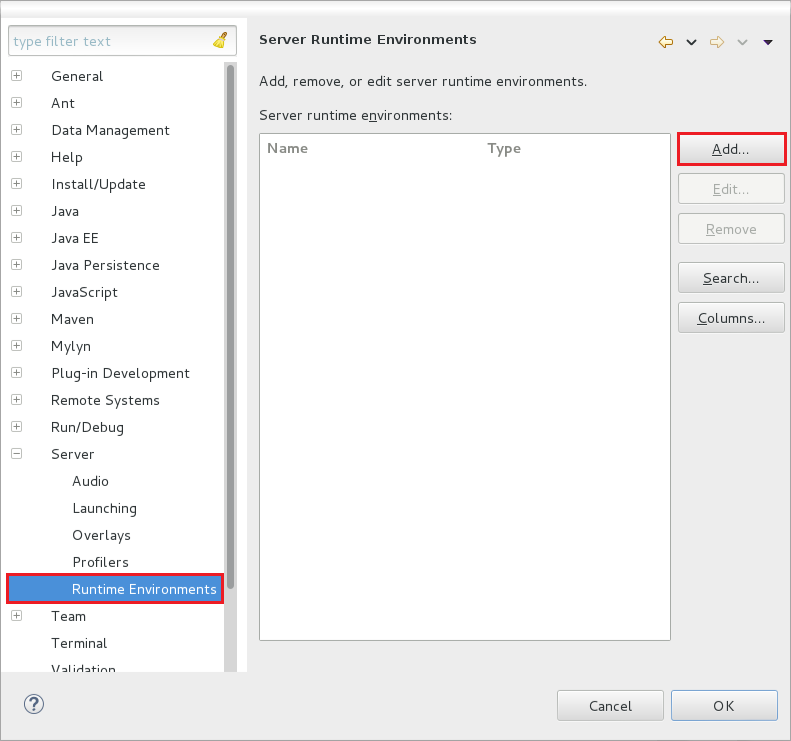 type filter text
General
Ant
Data Management
Help
Install/Update
Java
Java EE
Java Persistence
JavaScript
Maven
Mylyn
Plug-in Development
Remote Systems
Run/Debug
Server
Audio
Launching
Overlays
Profilers
Runtime Environments
Team
Terminal
Validation
Server Runtime Environments
Add, remove, or edit server runtime environments.
Server runtime environments:
Name Type
Add...
Edit...
Remove
Search...
Columns...
?
Cancel OK